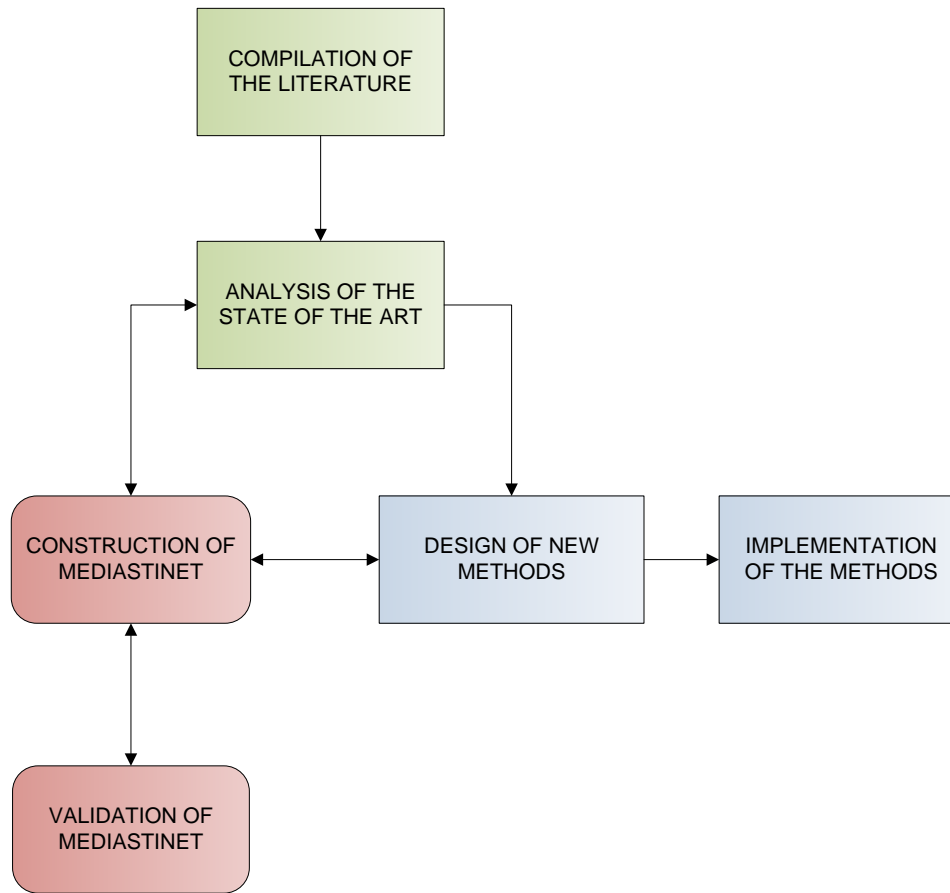 COMPILATION OF
THE LITERATURE
ANALYSIS OF THE
STATE OF THE ART
CONSTRUCTION OF
MEDIASTINET
DESIGN OF NEW
METHODS
IMPLEMENTATION
OF THE METHODS
VALIDATION OF
MEDIASTINET